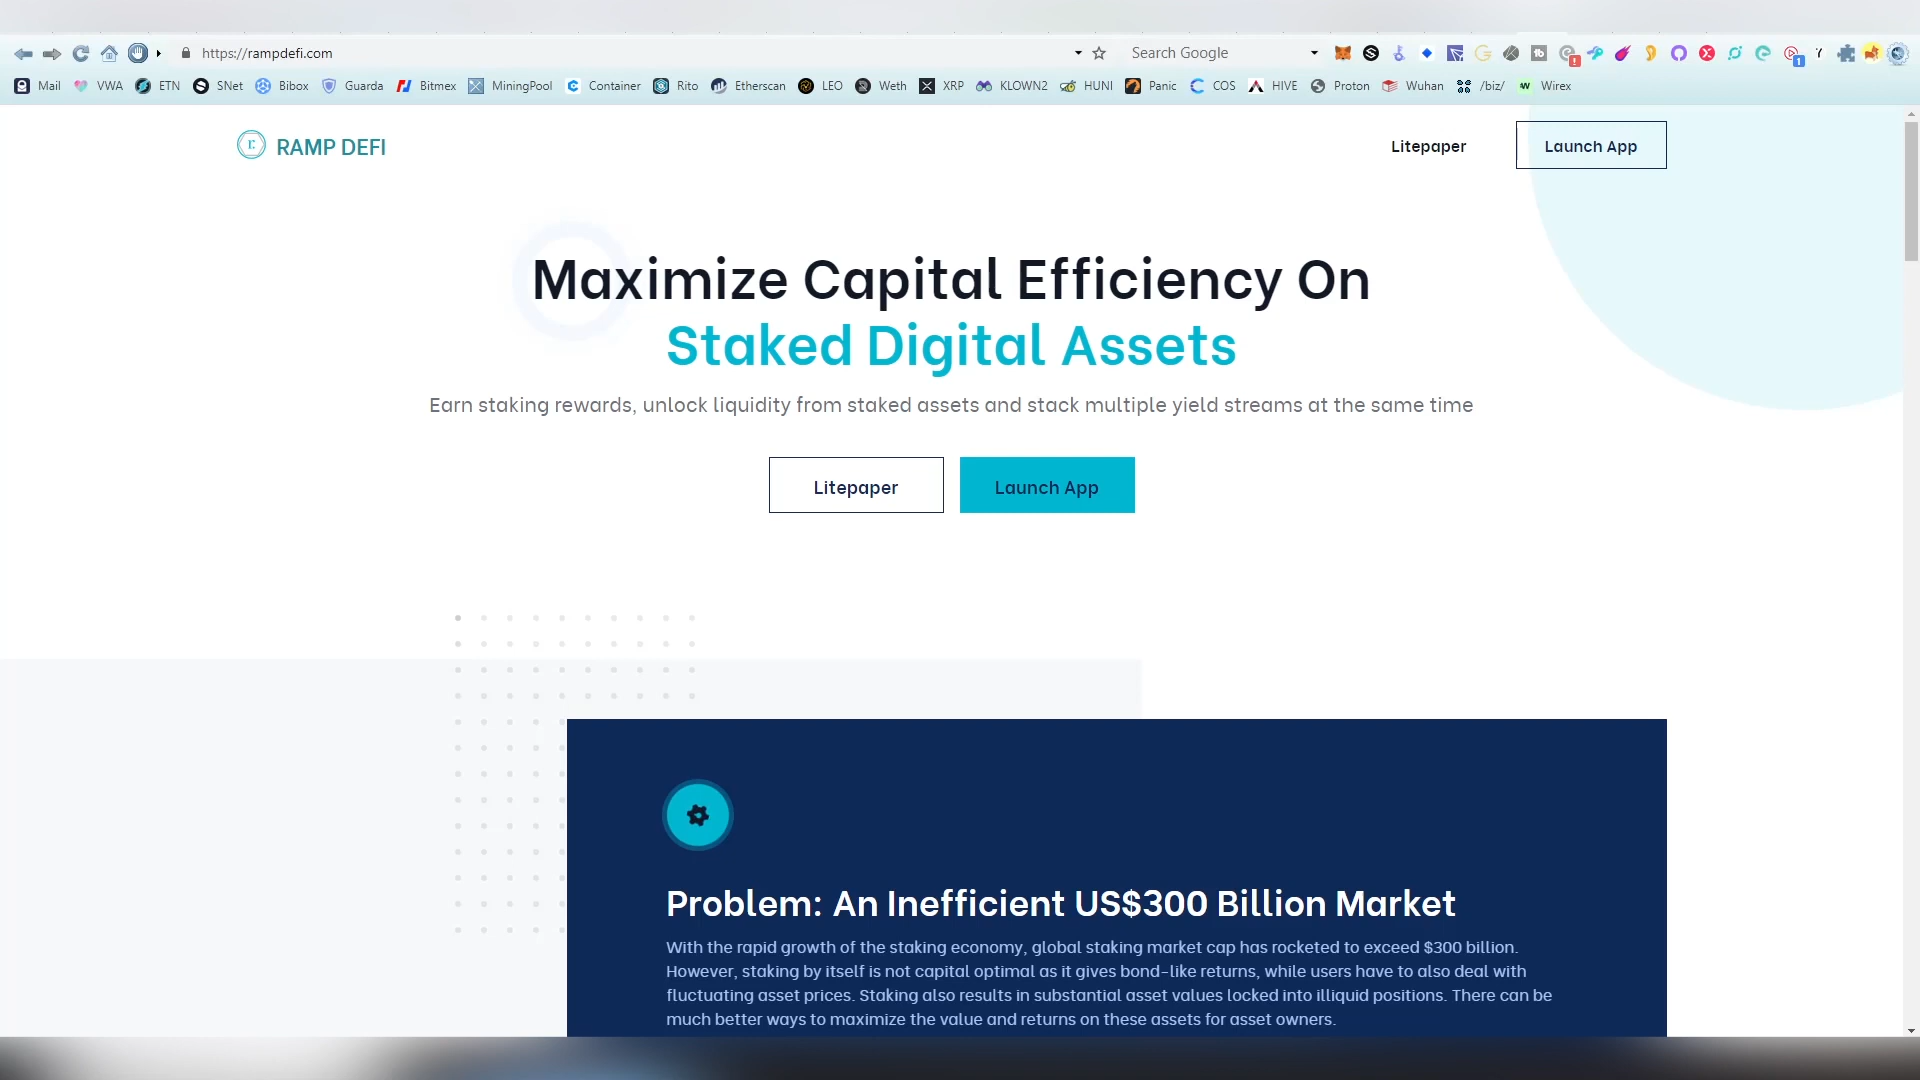 https://rampdefi.com
Search Google
Mail VWA ETN SNet Bibox Guarda Bitmex MiningPool Container Rito Etherscan LEO Weth XRP KLOWN2 HUNI Panic COS HIVE Proton Wuhan /biz/ Wirex
RAMP DEFI
Litepaper
Launch App
Maximize Capital Efficiency On
Staked Digital Assets
Earn staking rewards, unlock liquidity from staked assets and stack multiple yield streams at the same time
Litepaper
Launch App
Problem: An Inefficient US$300 Billion Market
With the rapid growth of the staking economy, global staking market cap has rocketed to exceed $300 billion.
However, staking by itself is not capital optimal as it gives bond-like returns, while users have to also deal with
fluctuating asset prices. Staking also results in substantial asset values locked into illiquid positions. There can be
much better ways to maximize the value and returns on these assets for asset owners.